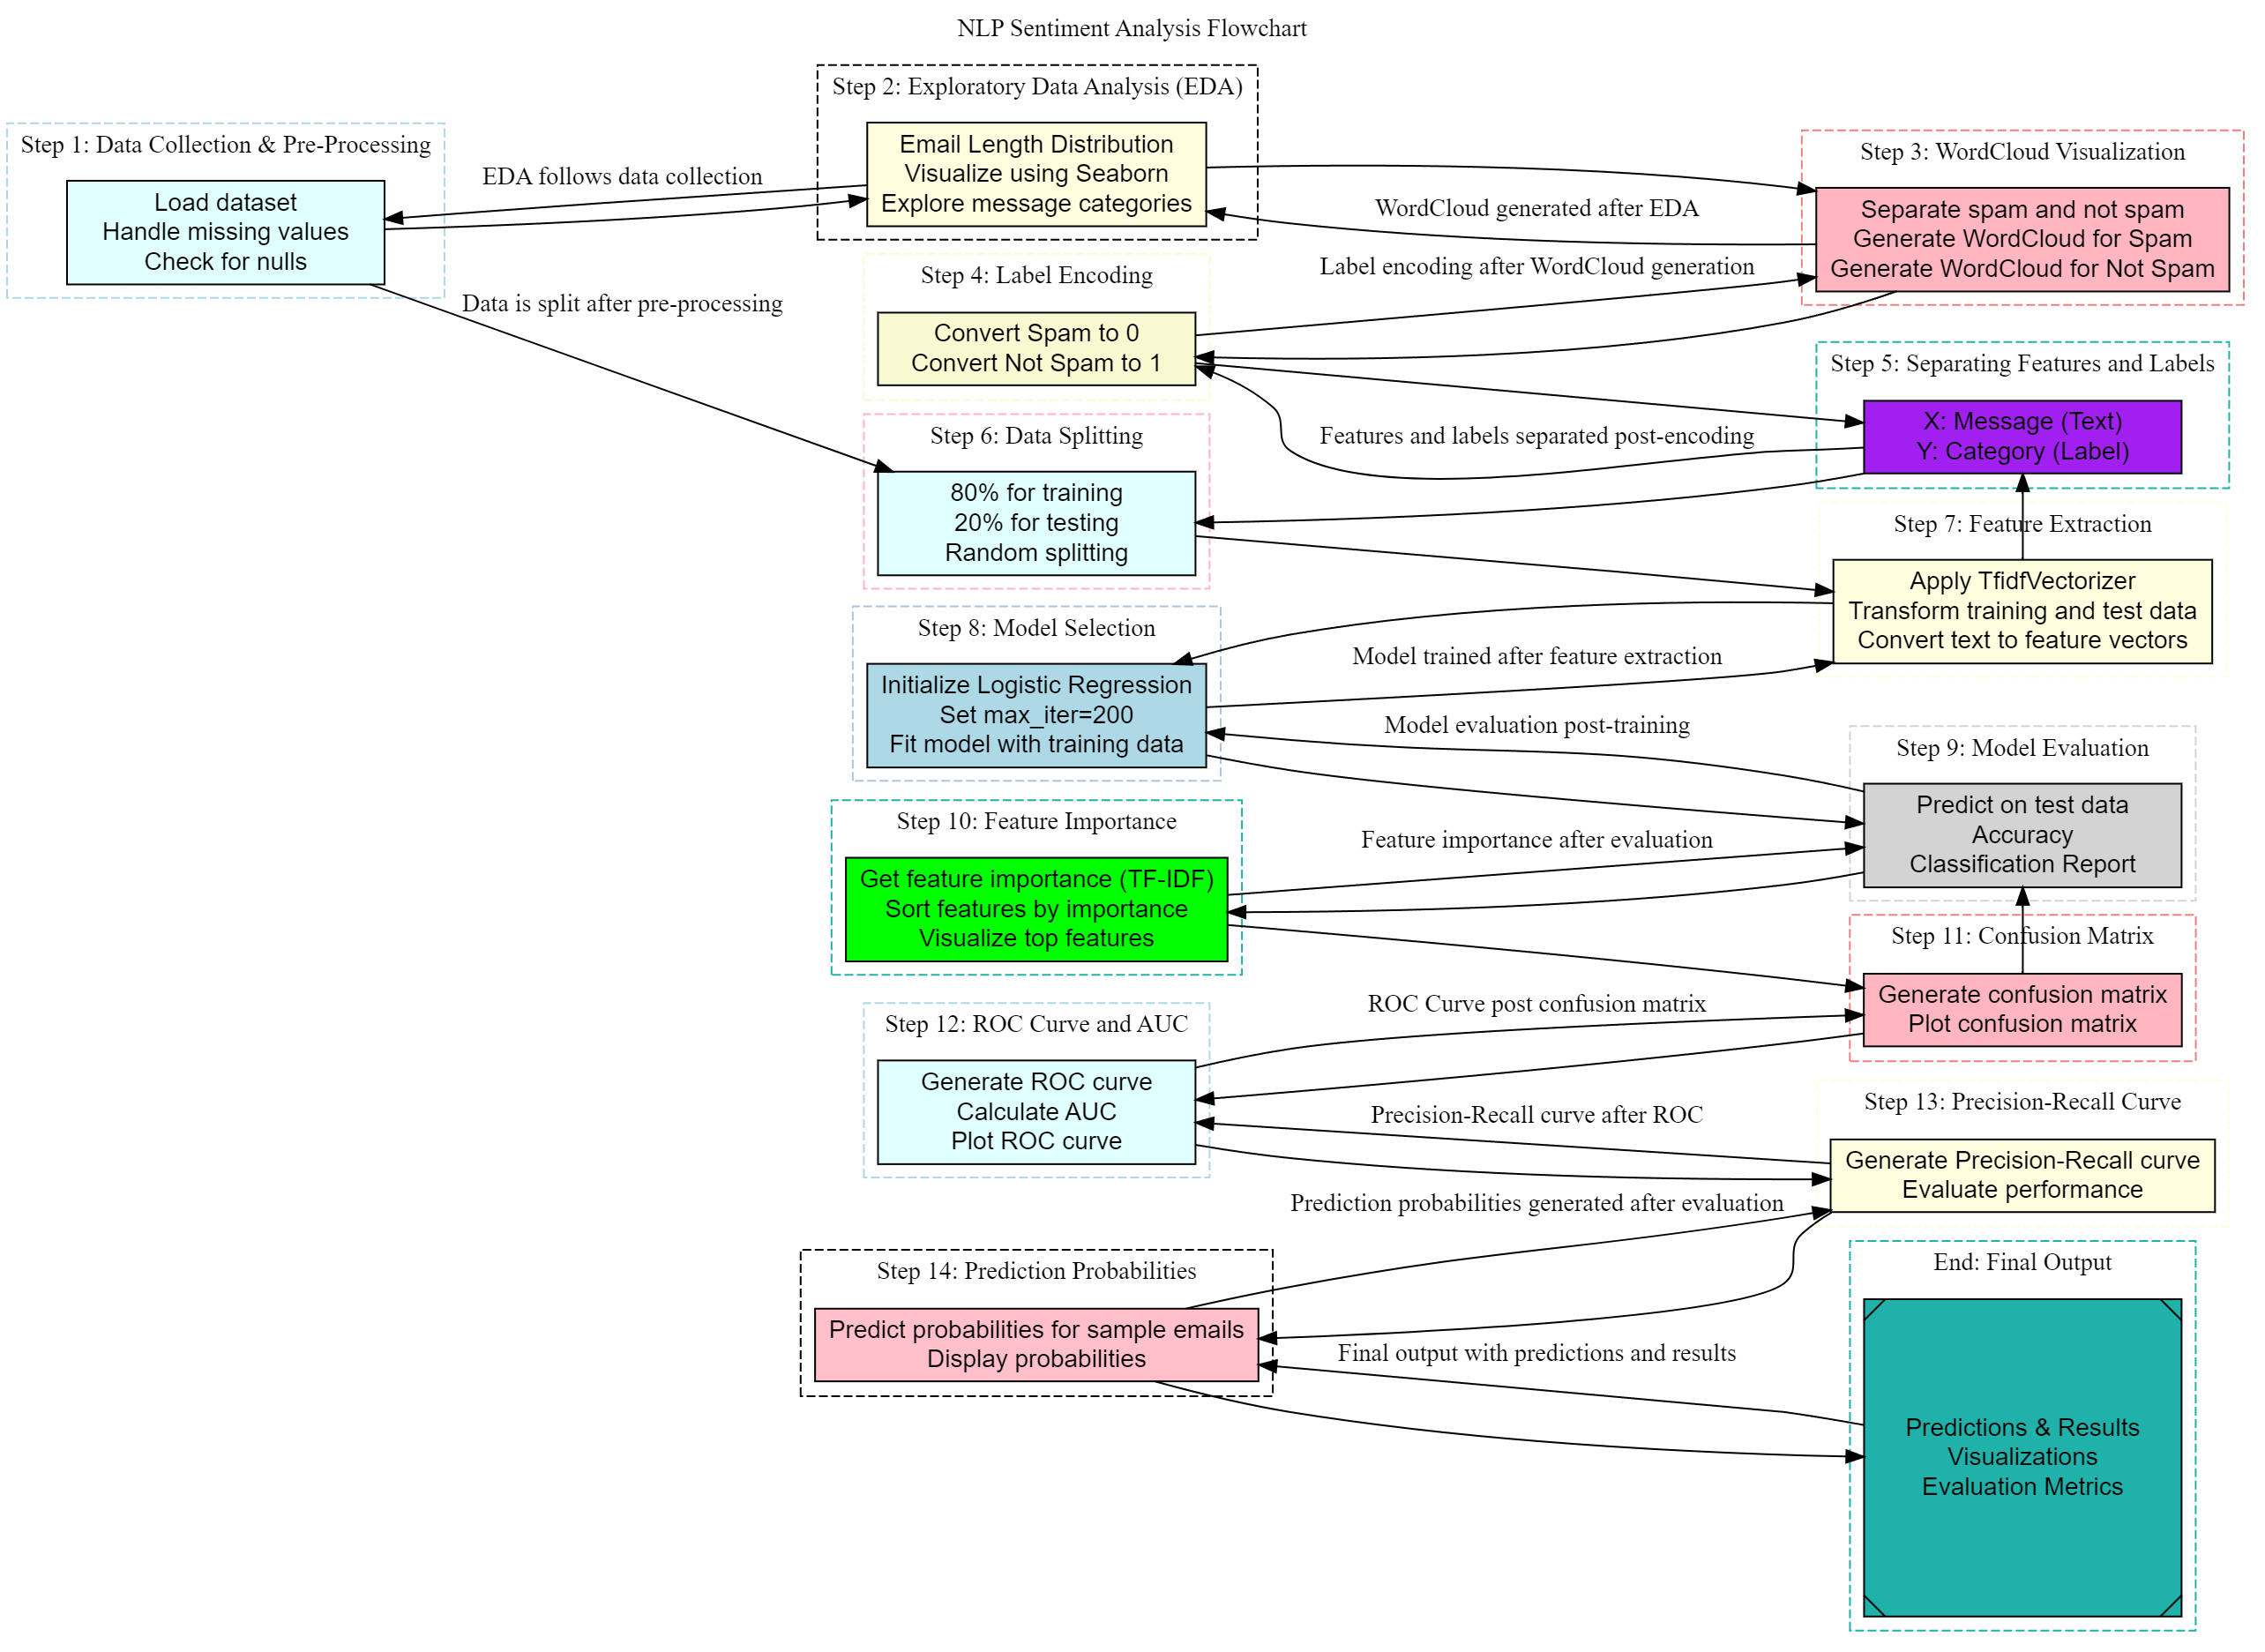 NLP Sentiment Analysis Flowchart
Step 1: Data Collection & Pre-Processing
Load dataset
Handle missing values
Check for nulls
EDA follows data collection
Data is split after pre-processing
Step 2: Exploratory Data Analysis (EDA)
Email Length Distribution
Visualize using Seaborn
Explore message categories
WordCloud generated after EDA
Step 3: WordCloud Visualization
Separate spam and not spam
Generate WordCloud for Spam
Generate WordCloud for Not Spam
Label encoding after WordCloud generation
Step 4: Label Encoding
Convert Spam to 0
Convert Not Spam to 1
Features and labels separated post-encoding
Step 5: Separating Features and Labels
X: Message (Text)
Y: Category (Label)
Step 6: Data Splitting
80% for training
20% for testing
Random splitting
Step 7: Feature Extraction
Apply TfidfVectorizer
Transform training and test data
Convert text to feature vectors
Model trained after feature extraction
Step 8: Model Selection
Initialize Logistic Regression
Set max_iter=200
Fit model with training data
Model evaluation post-training
Step 9: Model Evaluation
Predict on test data
Accuracy
Classification Report
Feature importance after evaluation
Step 10: Feature Importance
Get feature importance (TF-IDF)
Sort features by importance
Visualize top features
Step 11: Confusion Matrix
Generate confusion matrix
Plot confusion matrix
ROC Curve post confusion matrix
Step 12: ROC Curve and AUC
Generate ROC curve
Calculate AUC
Plot ROC curve
Precision-Recall curve after ROC
Step 13: Precision-Recall Curve
Generate Precision-Recall curve
Evaluate performance
Prediction probabilities generated after evaluation
Step 14: Prediction Probabilities
Predict probabilities for sample emails
Display probabilities
Final output with predictions and results
End: Final Output
Predictions & Results
Visualizations
Evaluation Metrics